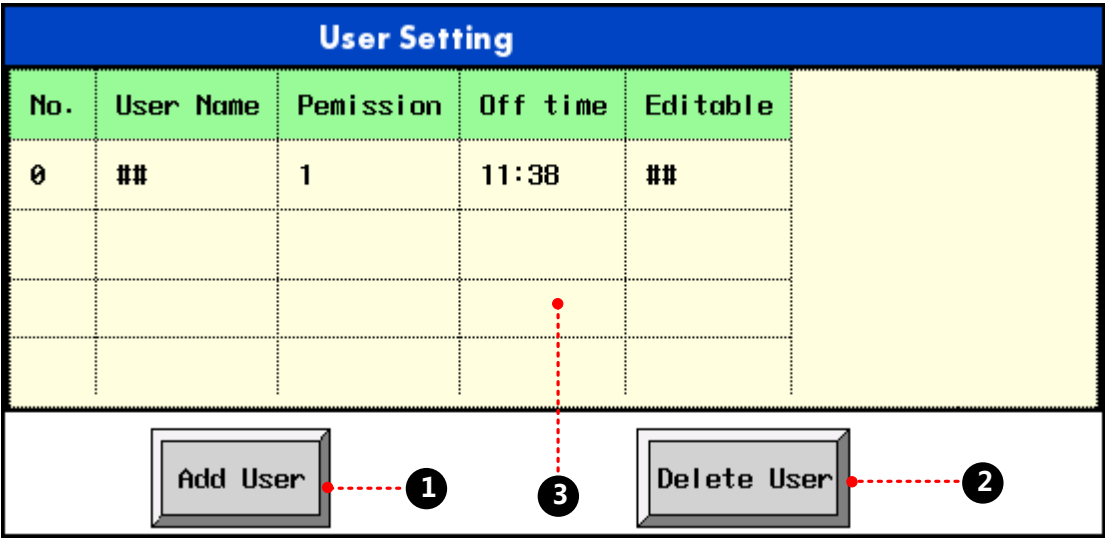 User Setting
No. User Name Pemission Off time Editable
0 ## 1 11:38 ##
Add User 1 3 Delete User 2